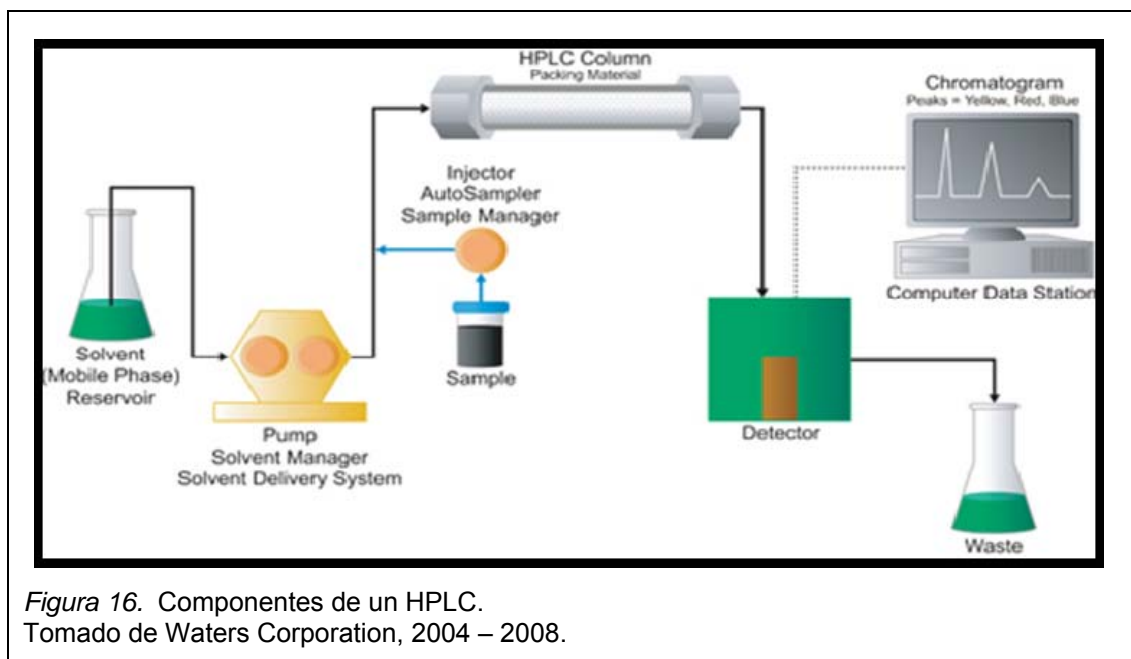 HPLC Column
Packing Material
Chromatogram
Peaks = Yellow, Red, Blue
Injector
AutoSampler
Sample Manager
Solvent
(Mobile Phase)
Reservoir
Sample
Computer Data Station
Pump
Solvent Manager
Solvent Delivery System
Detector
Waste
Figura 16. Componentes de un HPLC.
Tomado de Waters Corporation, 2004 – 2008.